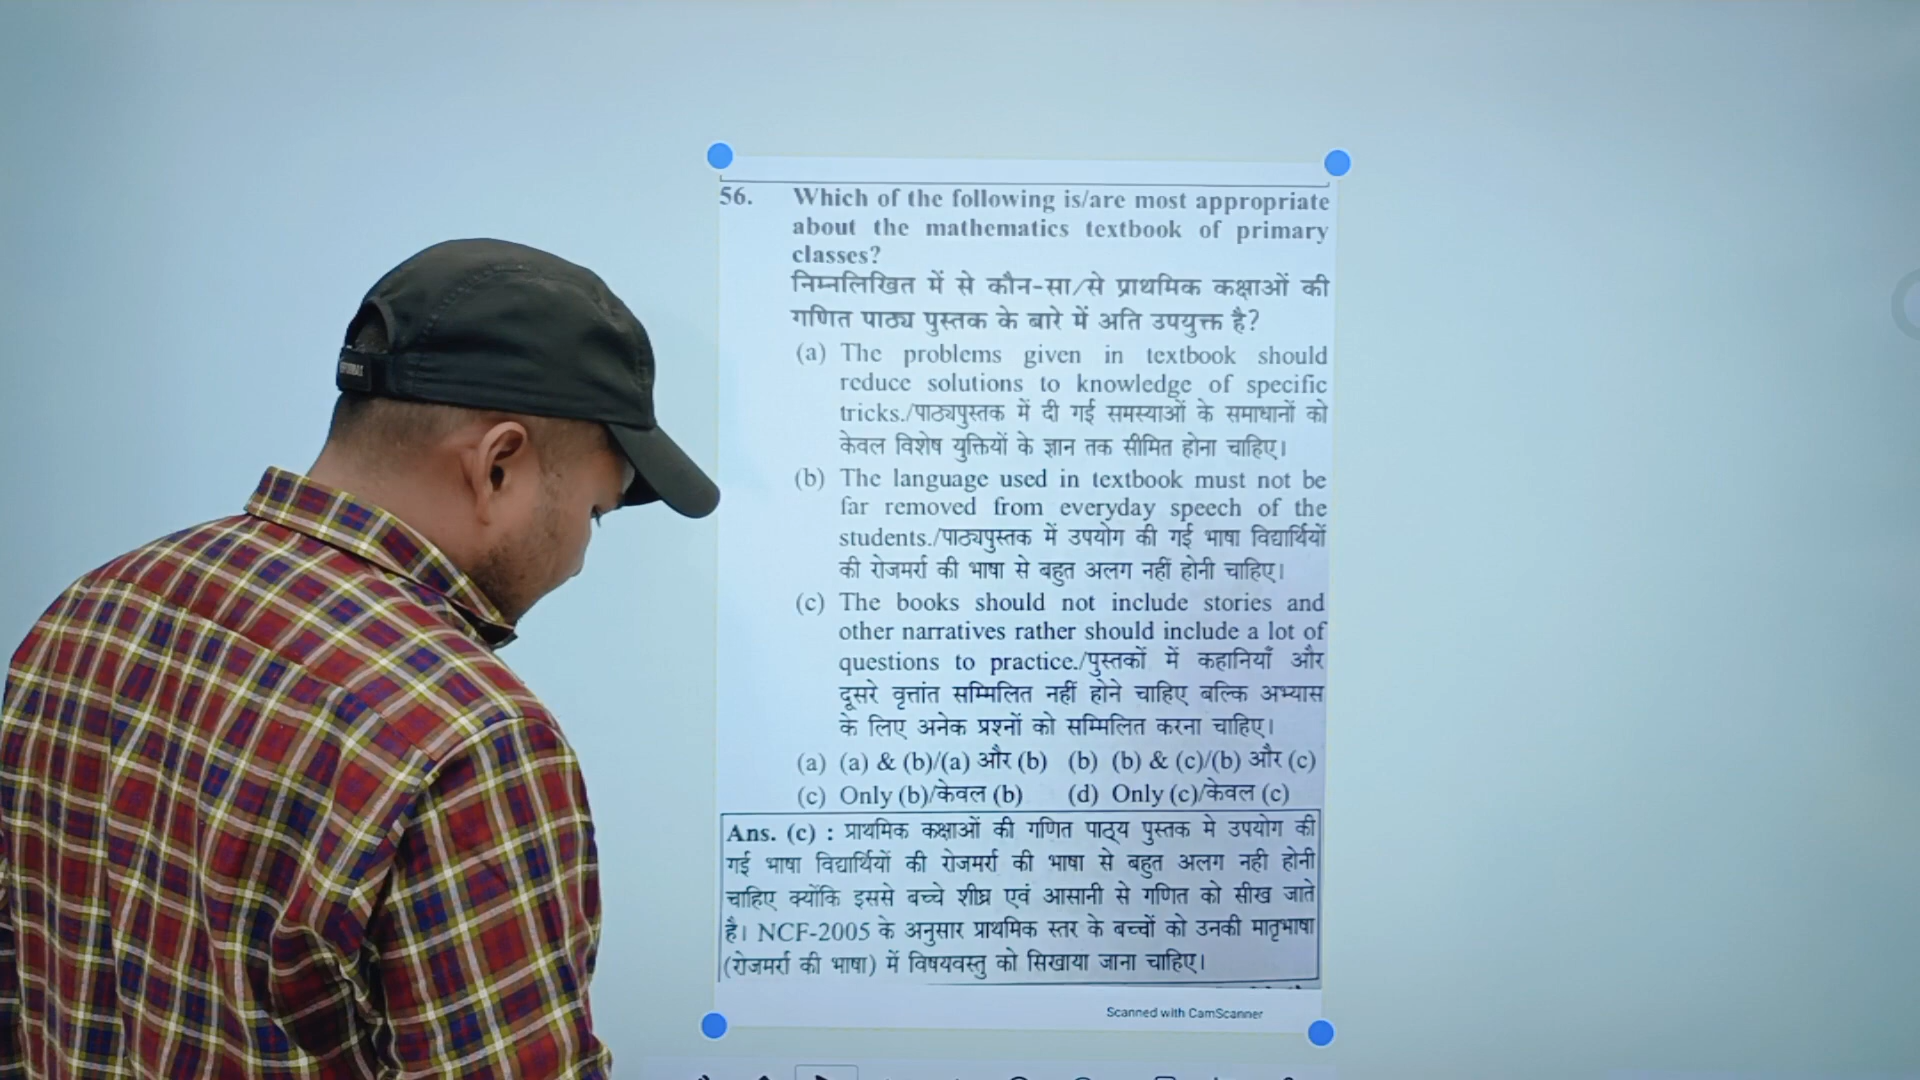 56. Which of the following is/are most appropriate
about the mathematics textbook of primary
classes?
निम्नलिखित में से कौन-सा/से प्राथमिक कक्षाओं की
गणित पाठ्य पुस्तक के बारे में अति उपयुक्त है?
(a) The problems given in textbook should
reduce solutions to knowledge of specific
tricks./पाठ्यपुस्तक में दी गई समस्याओं के समाधानों को
केवल विशेष युक्तियों के ज्ञान तक सीमित होना चाहिए।
(b) The language used in textbook must not be
far removed from everyday speech of the
students./पाठ्यपुस्तक में उपयोग की गई भाषा विद्यार्थियों
की रोजमर्रा की भाषा से बहुत अलग नहीं होनी चाहिए।
(c) The books should not include stories and
other narratives rather should include a lot of
questions to practice./पुस्तकों में कहानियाँ और
दूसरे वृत्तांत सम्मिलित नहीं होने चाहिए बल्कि अभ्यास
के लिए अनेक प्रश्नों को सम्मिलित करना चाहिए।
(a) (a) & (b)/(a) और (b) (b) (b) & (c)/(b) और (c)
(c) Only (b)/केवल (b) (d) Only (c)/केवल (c)
Ans. (c) : प्राथमिक कक्षाओं की गणित पाठ्य पुस्तक मे उपयोग की
गई भाषा विद्यार्थियों की रोजमर्रा की भाषा से बहुत अलग नही होनी
चाहिए क्योंकि इससे बच्चे शीघ्र एवं आसानी से गणित को सीख जाते
है। NCF-2005 के अनुसार प्राथमिक स्तर के बच्चों को उनकी मातृभाषा
(रोजमर्रा की भाषा) में विषयवस्तु को सिखाया जाना चाहिए।
Scanned with CamScanner